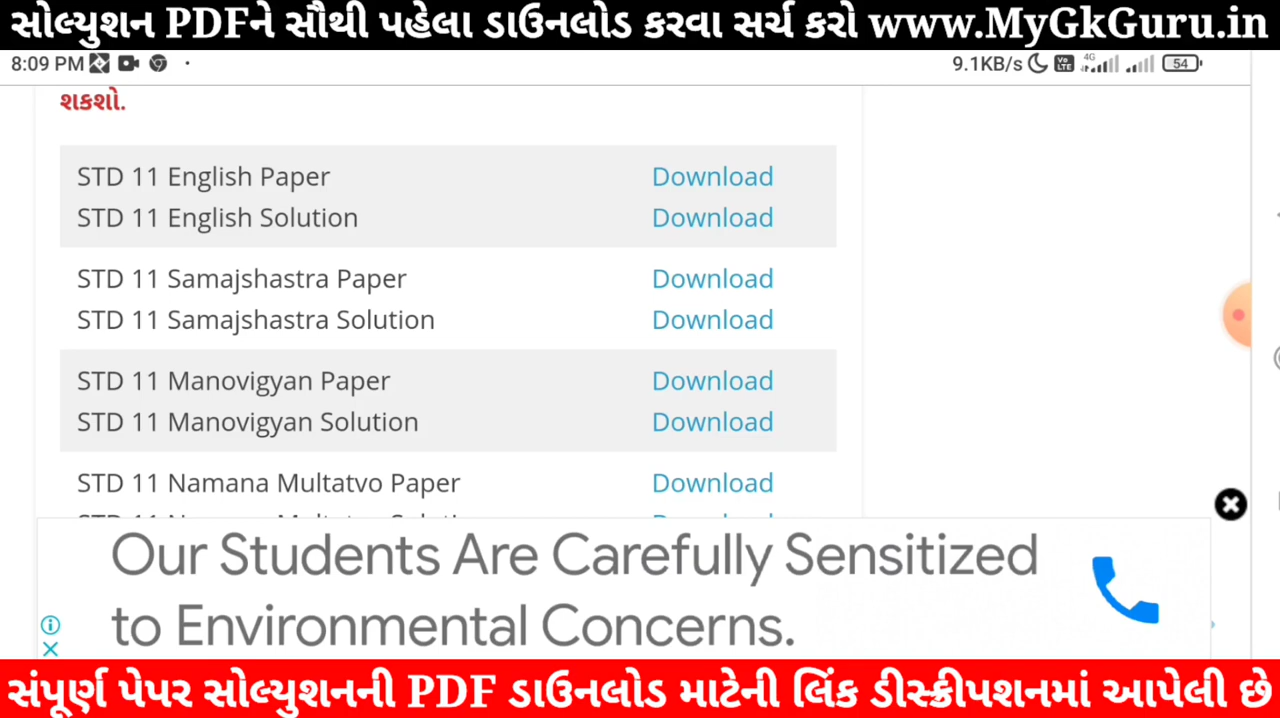 સોલ્યુશન PDFને સૌથી પહેલા ડાઉનલોડ કરવા સર્ચ કરો www.MyGkGuru.in
8:09 PM 9.1KB/s Vo LTE 4G 54
શકશો.
STD 11 English Paper Download
STD 11 English Solution Download
STD 11 Samajshastra Paper Download
STD 11 Samajshastra Solution Download
STD 11 Manovigyan Paper Download
STD 11 Manovigyan Solution Download
STD 11 Namana Multatvo Paper Download
Our Students Are Carefully Sensitized
to Environmental Concerns.
સંપૂર્ણ પેપર સોલ્યુશનની PDF ડાઉનલોડ માટેની લિંક ડીસ્ક્રીપશનમાં આપેલી છે